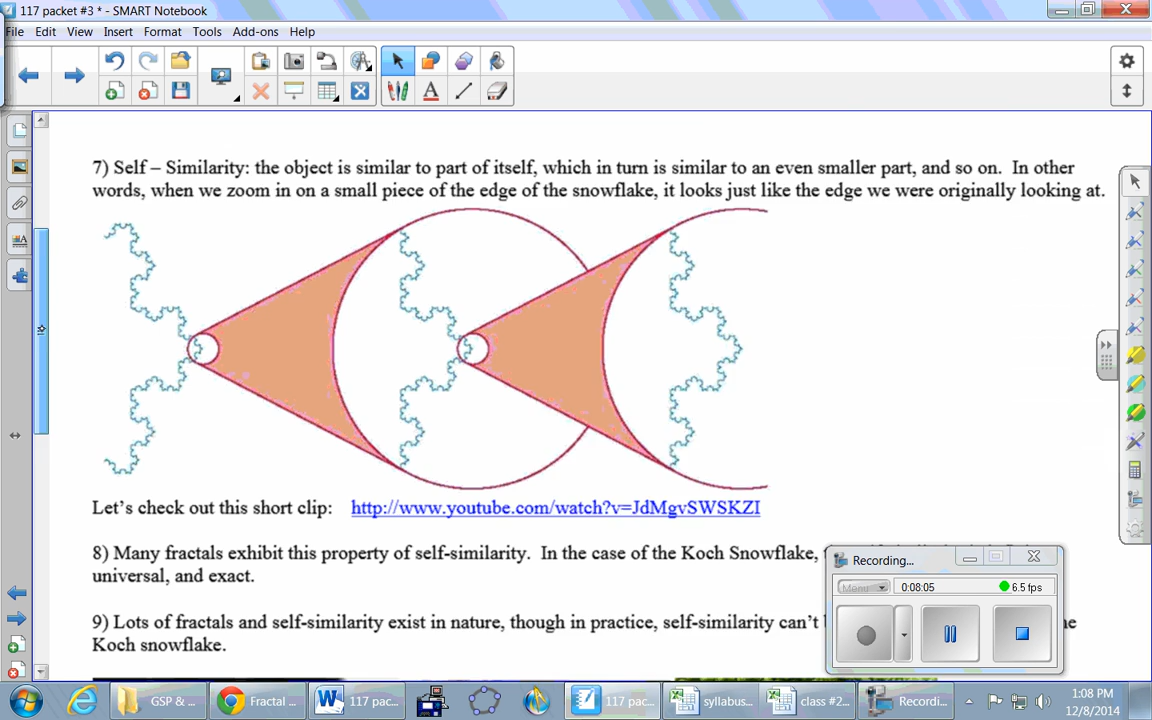 117 packet #3 * - SMART Notebook
File Edit View Insert Format Tools Add-ons Help
7) Self – Similarity: the object is similar to part of itself, which in turn is similar to an even smaller part, and so on. In other
words, when we zoom in on a small piece of the edge of the snowflake, it looks just like the edge we were originally looking at.
Let's check out this short clip: http://www.youtube.com/watch?v=JdMgvSWSKZI
8) Many fractals exhibit this property of self-similarity. In the case of the Koch Snowflake,
universal, and exact.
9) Lots of fractals and self-similarity exist in nature, though in practice, self-similarity can't
Koch snowflake.
Recording...
Menu 0:08:05 6.5 fps
GSP & ... Fractal ... 117 pac... 117 pac... syllabus... class #2... Recordi... 1:08 PM
12/8/2014